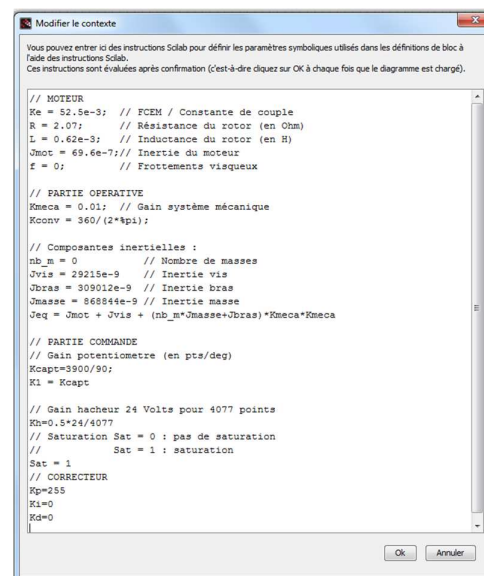 Modifier le contexte
Vous pouvez entrer ici des instructions Scilab pour définir les paramètres symboliques utilisés dans les définitions de bloc à
l'aide des instructions Scilab.
Ces instructions sont évaluées après confirmation (c'est-à-dire cliquez sur OK à chaque fois que le diagramme est chargé).
// MOTEUR
Ke = 52.5e-3; // FCEM / Constante de couple
R = 2.07; // Résistance du rotor (en Ohm)
L = 0.62e-3; // Inductance du rotor (en H)
Jmot = 69.6e-7;// Inertie du moteur
f = 0; // Frottements visqueux
// PARTIE OPERATIVE
Kmeca = 0.01; // Gain système mécanique
Kconv = 360/(2*%pi);
// Composantes inertielles :
nb_m = 0 // Nombre de masses
Jvis = 29215e-9 // Inertie vis
Jbras = 309012e-9 // Inertie bras
Jmasse = 868844e-9 // Inertie masse
Jeq = Jmot + Jvis + (nb_m*Jmasse+Jbras)*Kmeca*Kmeca
// PARTIE COMMANDE
// Gain potentiometre (en pts/deg)
Kcapt=3900/90;
K1 = Kcapt
// Gain hacheur 24 Volts pour 4077 points
Kh=0.5*24/4077
// Saturation Sat = 0 : pas de saturation
// Sat = 1 : saturation
Sat = 1
// CORRECTEUR
Kp=255
Ki=0
Kd=0
Ok Annuler